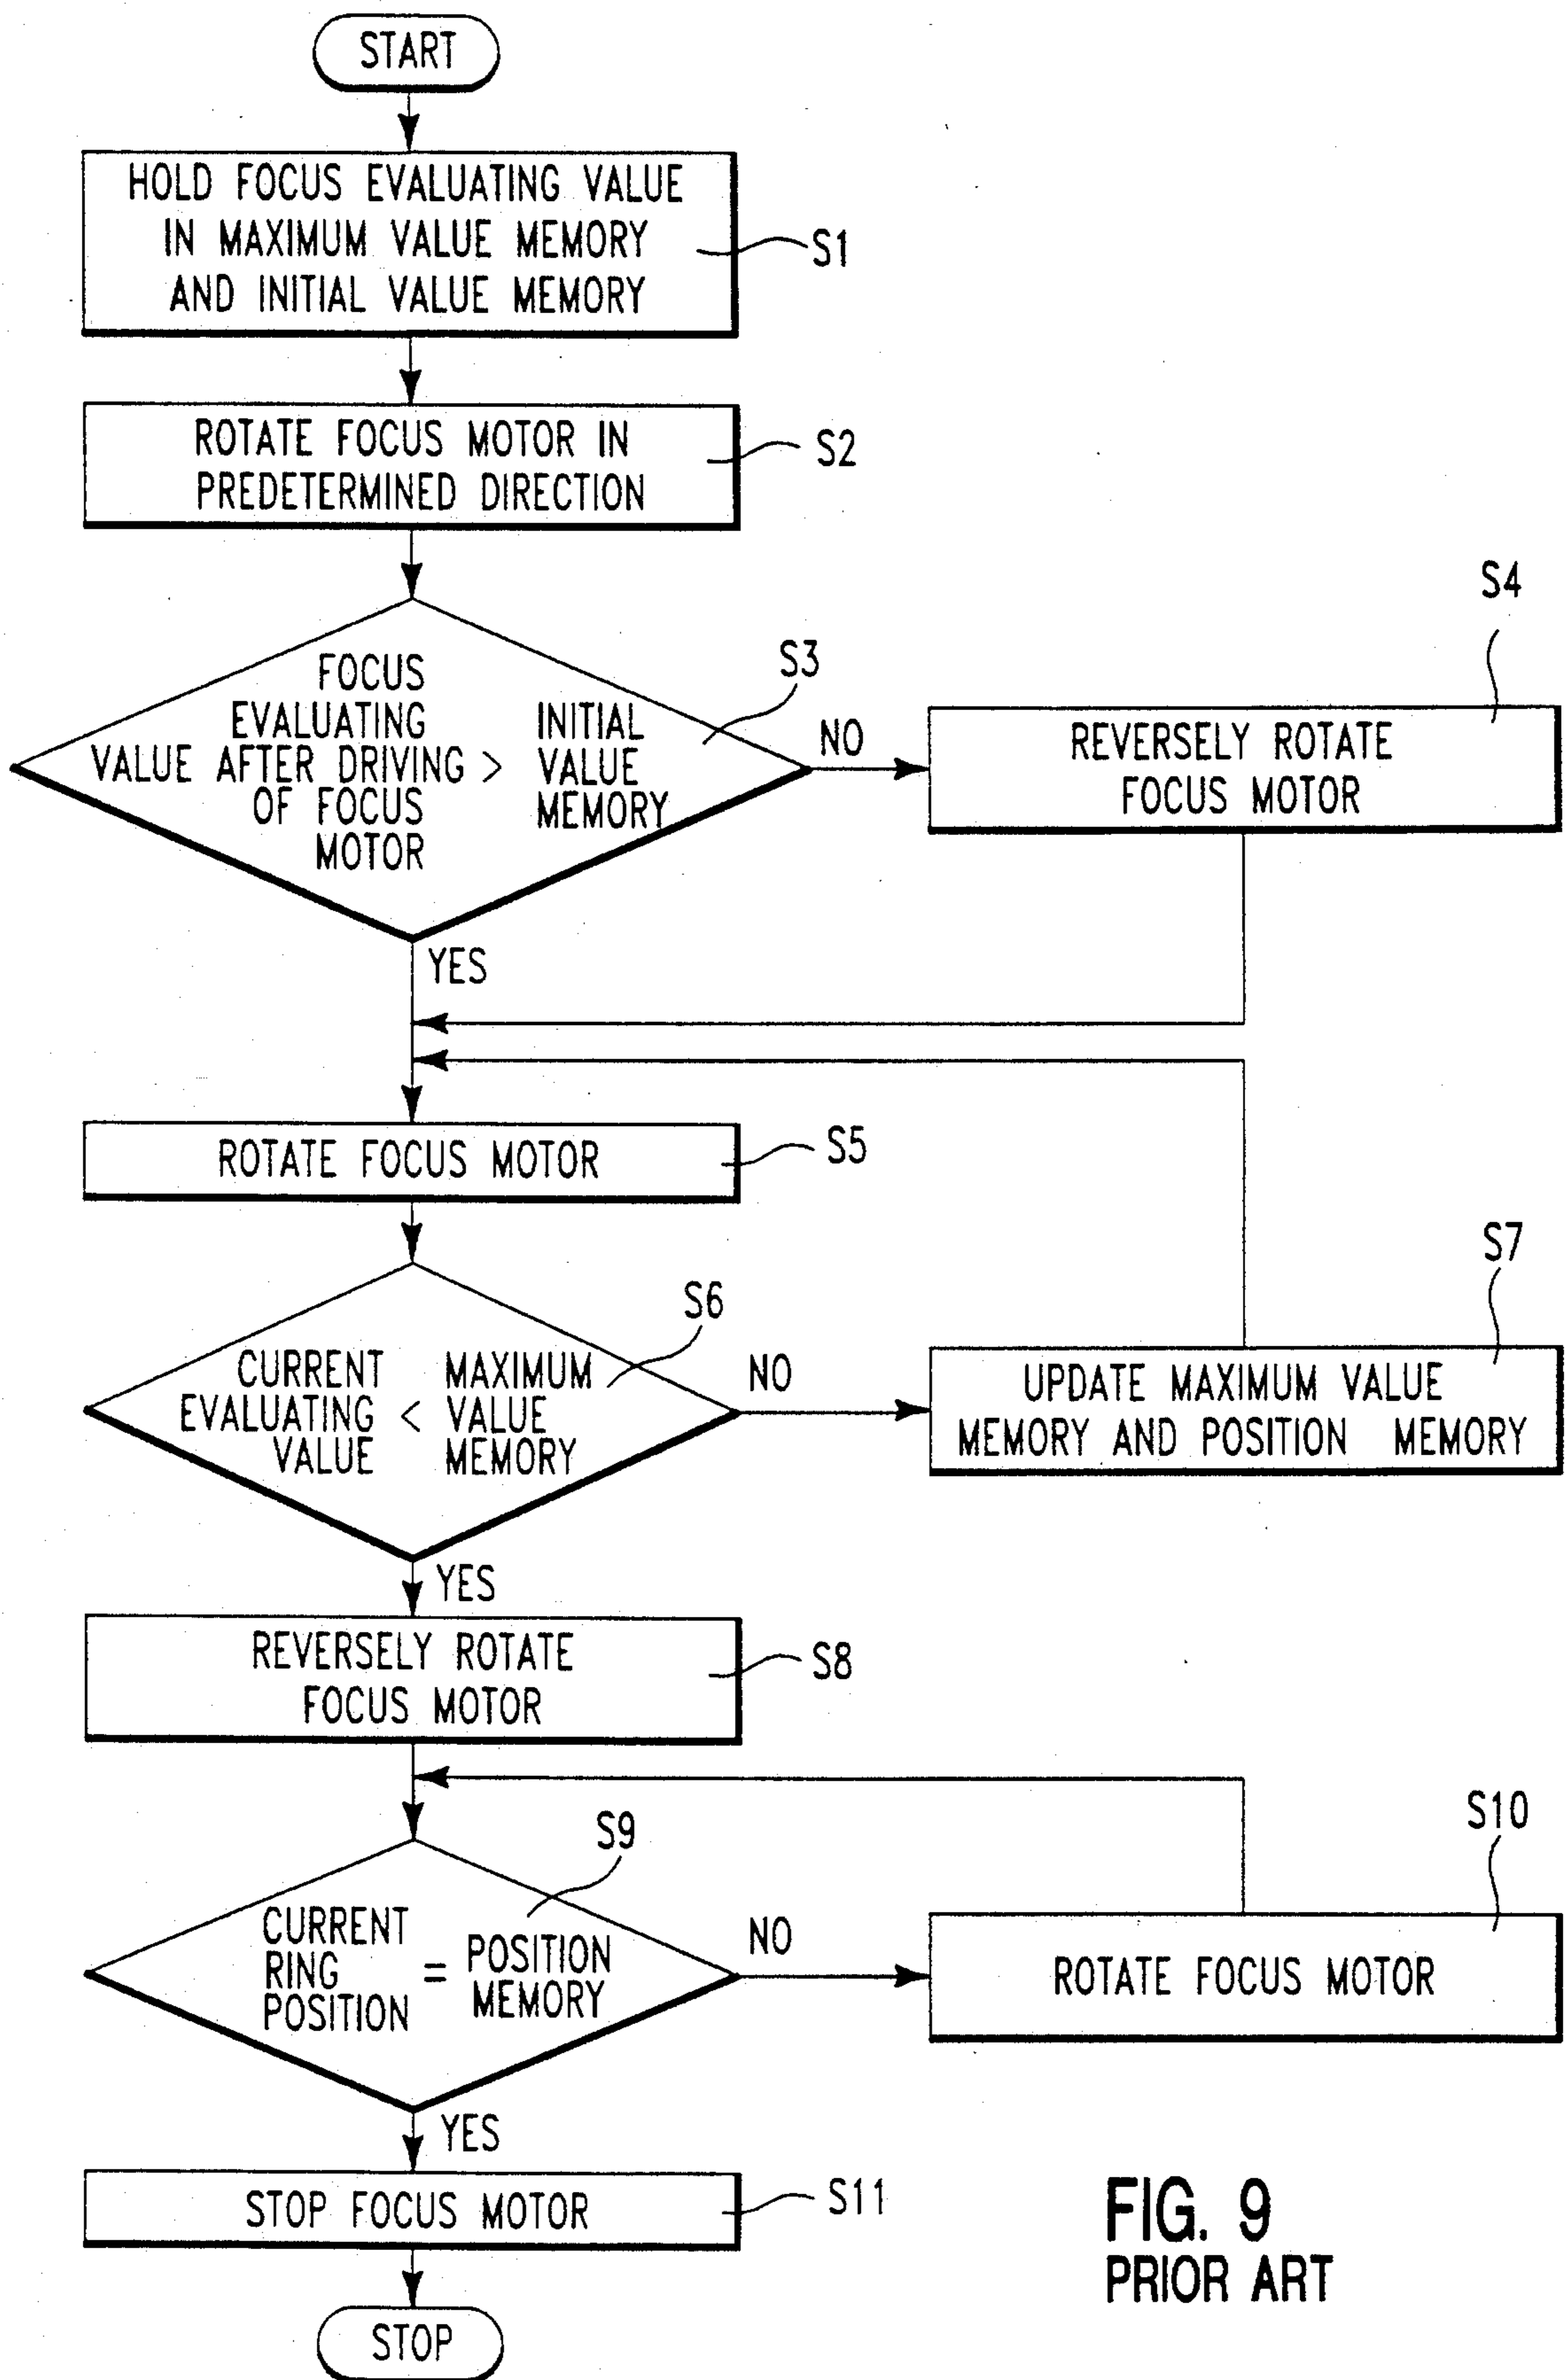 START
HOLD FOCUS EVALUATING VALUE
IN MAXIMUM VALUE MEMORY
AND INITIAL VALUE MEMORY
S1
ROTATE FOCUS MOTOR IN
PREDETERMINED DIRECTION
S2
FOCUS
EVALUATING
VALUE AFTER DRIVING
OF FOCUS
MOTOR
>
INITIAL
VALUE
MEMORY
S3
NO
REVERSELY ROTATE
FOCUS MOTOR
S4
YES
ROTATE FOCUS MOTOR
S5
CURRENT
EVALUATING
VALUE
<
MAXIMUM
VALUE
MEMORY
S6
NO
UPDATE MAXIMUM VALUE
MEMORY AND POSITION MEMORY
S7
YES
REVERSELY ROTATE
FOCUS MOTOR
S8
CURRENT
RING
POSITION
=
POSITION
MEMORY
S9
NO
ROTATE FOCUS MOTOR
S10
YES
STOP FOCUS MOTOR
S11
STOP
FIG. 9
PRIOR ART